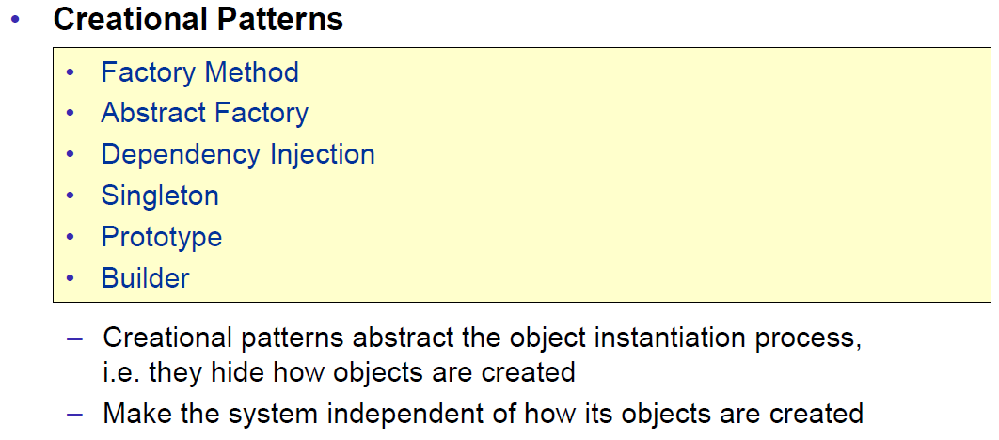 • Creational Patterns
• Factory Method
• Abstract Factory
• Dependency Injection
• Singleton
• Prototype
• Builder
– Creational patterns abstract the object instantiation process,
i.e. they hide how objects are created
– Make the system independent of how its objects are created